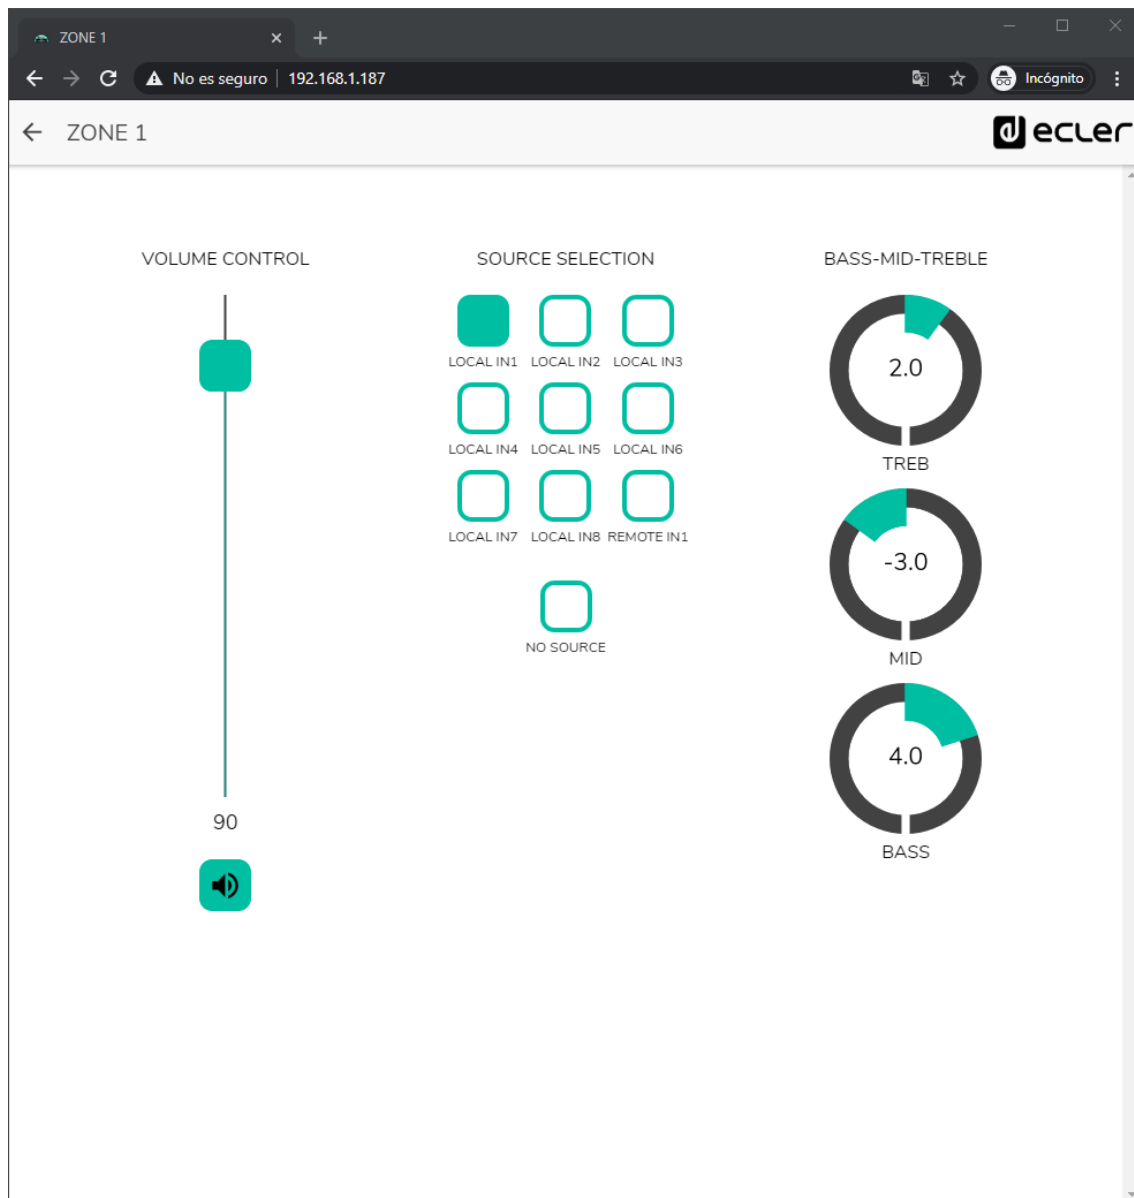 ZONE 1
No es seguro 192.168.1.187 Incógnito
ZONE 1 ecler
VOLUME CONTROL
90
SOURCE SELECTION
LOCAL IN1 LOCAL IN2 LOCAL IN3
LOCAL IN4 LOCAL IN5 LOCAL IN6
LOCAL IN7 LOCAL IN8 REMOTE IN1
NO SOURCE
BASS-MID-TREBLE
2.0
TREB
-3.0
MID
4.0
BASS